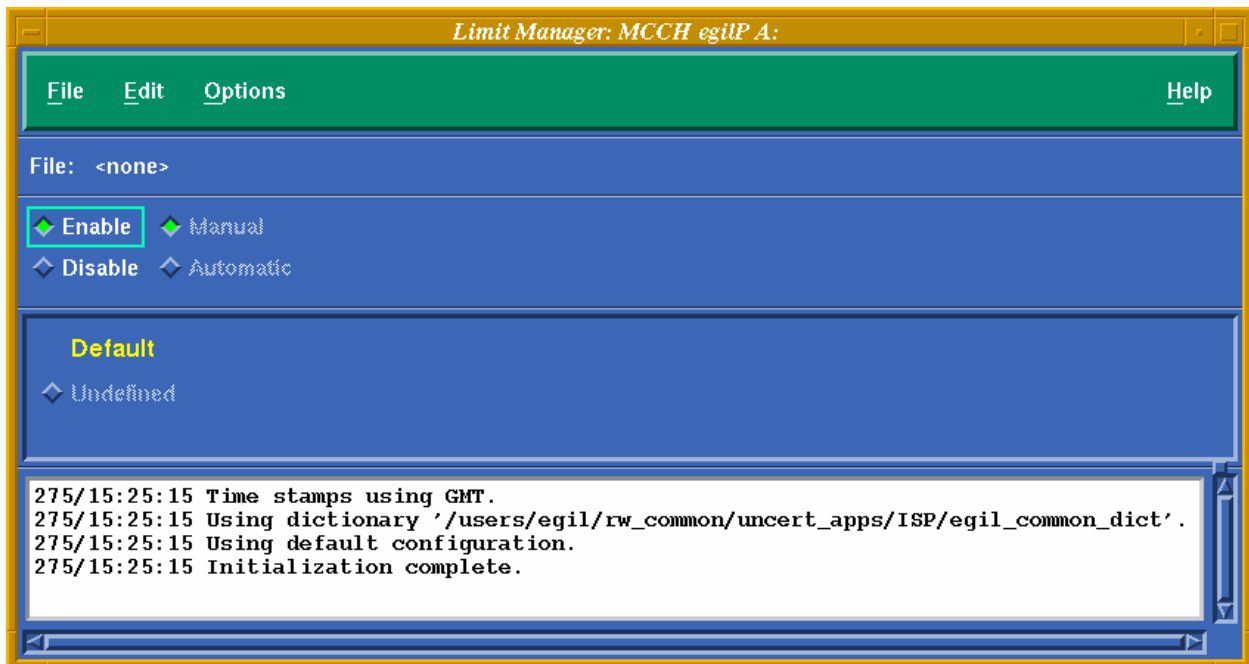 Limit Manager: MCCH egilP A:
File Edit Options Help
File: <none>
Enable Manual
Disable Automatic
Default
Undefined
275/15:25:15 Time stamps using GMT.
275/15:25:15 Using dictionary '/users/egil/rw_common/uncert_apps/ISP/egil_common_dict'.
275/15:25:15 Using default configuration.
275/15:25:15 Initialization complete.